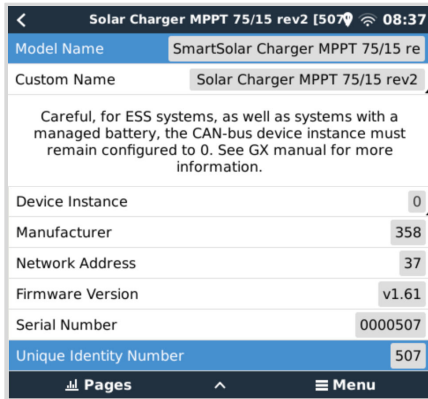 Solar Charger MPPT 75/15 rev2 [507 08:37
Model Name SmartSolar Charger MPPT 75/15 re
Custom Name Solar Charger MPPT 75/15 rev2
Careful, for ESS systems, as well as systems with a
managed battery, the CAN-bus device instance must
remain configured to 0. See GX manual for more
information.
Device Instance 0
Manufacturer 358
Network Address 37
Firmware Version v1.61
Serial Number 0000507
Unique Identity Number 507
Pages Menu